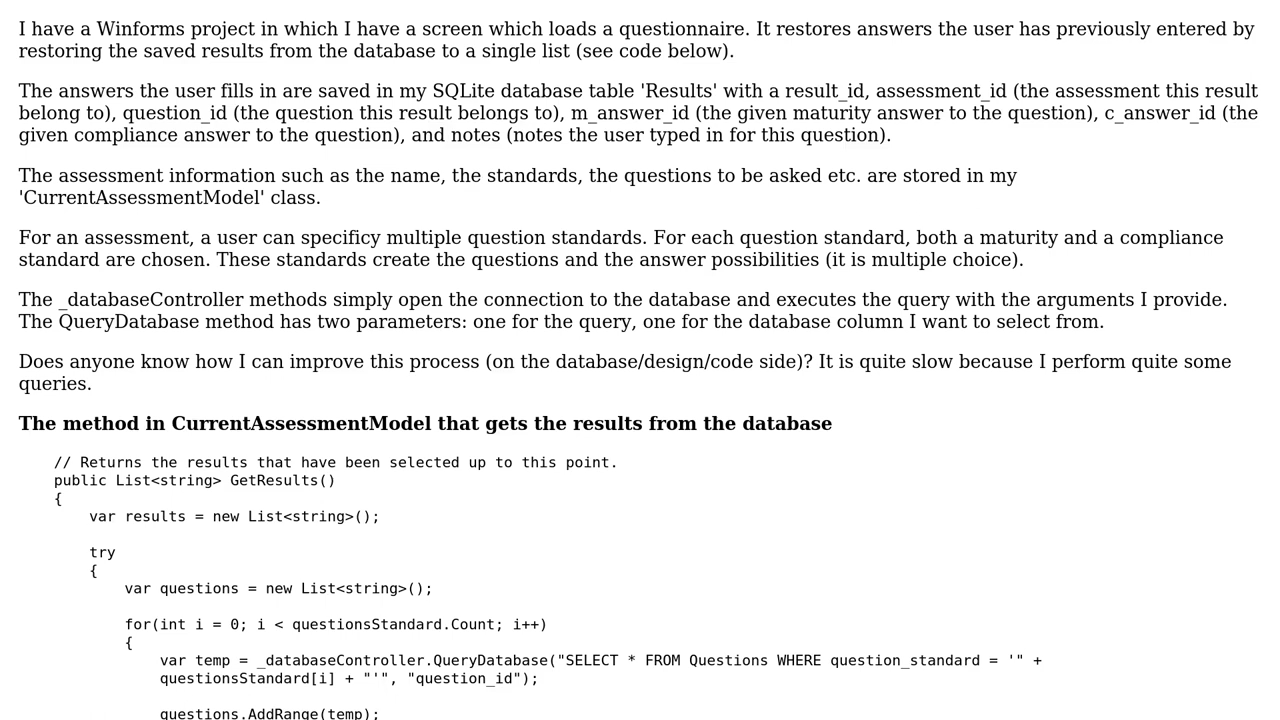 I have a Winforms project in which I have a screen which loads a questionnaire. It restores answers the user has previously entered by
restoring the saved results from the database to a single list (see code below).
The answers the user fills in are saved in my SQLite database table 'Results' with a result_id, assessment_id (the assessment this result
belong to), question_id (the question this result belongs to), m_answer_id (the given maturity answer to the question), c_answer_id (the
given compliance answer to the question), and notes (notes the user typed in for this question).
The assessment information such as the name, the standards, the questions to be asked etc. are stored in my
'CurrentAssessmentModel' class.
For an assessment, a user can specificy multiple question standards. For each question standard, both a maturity and a compliance
standard are chosen. These standards create the questions and the answer possibilities (it is multiple choice).
The _databaseController methods simply open the connection to the database and executes the query with the arguments I provide.
The QueryDatabase method has two parameters: one for the query, one for the database column I want to select from.
Does anyone know how I can improve this process (on the database/design/code side)? It is quite slow because I perform quite some
queries.
The method in CurrentAssessmentModel that gets the results from the database
// Returns the results that have been selected up to this point.
public List<string> GetResults()
{
var results = new List<string>();
try
{
var questions = new List<string>();
for(int i = 0; i < questionsStandard.Count; i++)
{
var temp = _databaseController.QueryDatabase("SELECT * FROM Questions WHERE question_standard = '" +
questionsStandard[i] + "'", "question_id");
questions.AddRange(temp);